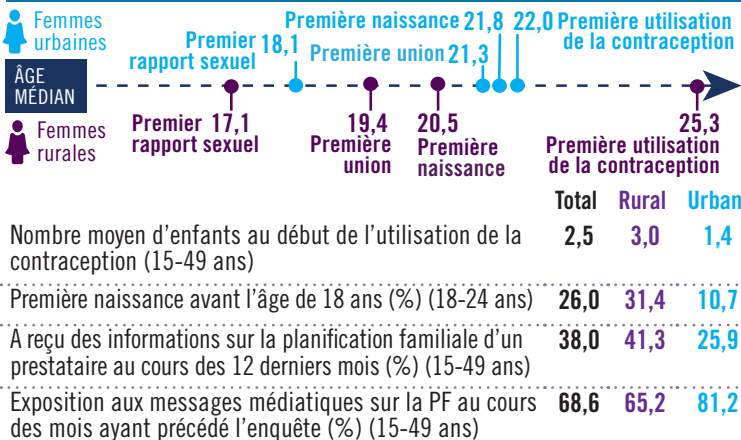 Femmes
urbaines
Premier
rapport sexuel 18,1
Première naissance 21,8
Première union 21,3
22,0 Première utilisation
de la contraception
ÂGE
MÉDIAN
Femmes
rurales
Premier 17,1
rapport sexuel
19,4
Première
union
20,5
Première
naissance
25,3
Première utilisation
de la contraception
Total Rural Urban
Nombre moyen d’enfants au début de l’utilisation de la 2,5 3,0 1,4
contraception (15-49 ans)
Première naissance avant l’âge de 18 ans (%) (18-24 ans) 26,0 31,4 10,7
A reçu des informations sur la planification familiale d’un 38,0 41,3 25,9
prestataire au cours des 12 derniers mois (%) (15-49 ans)
Exposition aux messages médiatiques sur la PF au cours 68,6 65,2 81,2
des mois ayant précédé l’enquête (%) (15-49 ans)